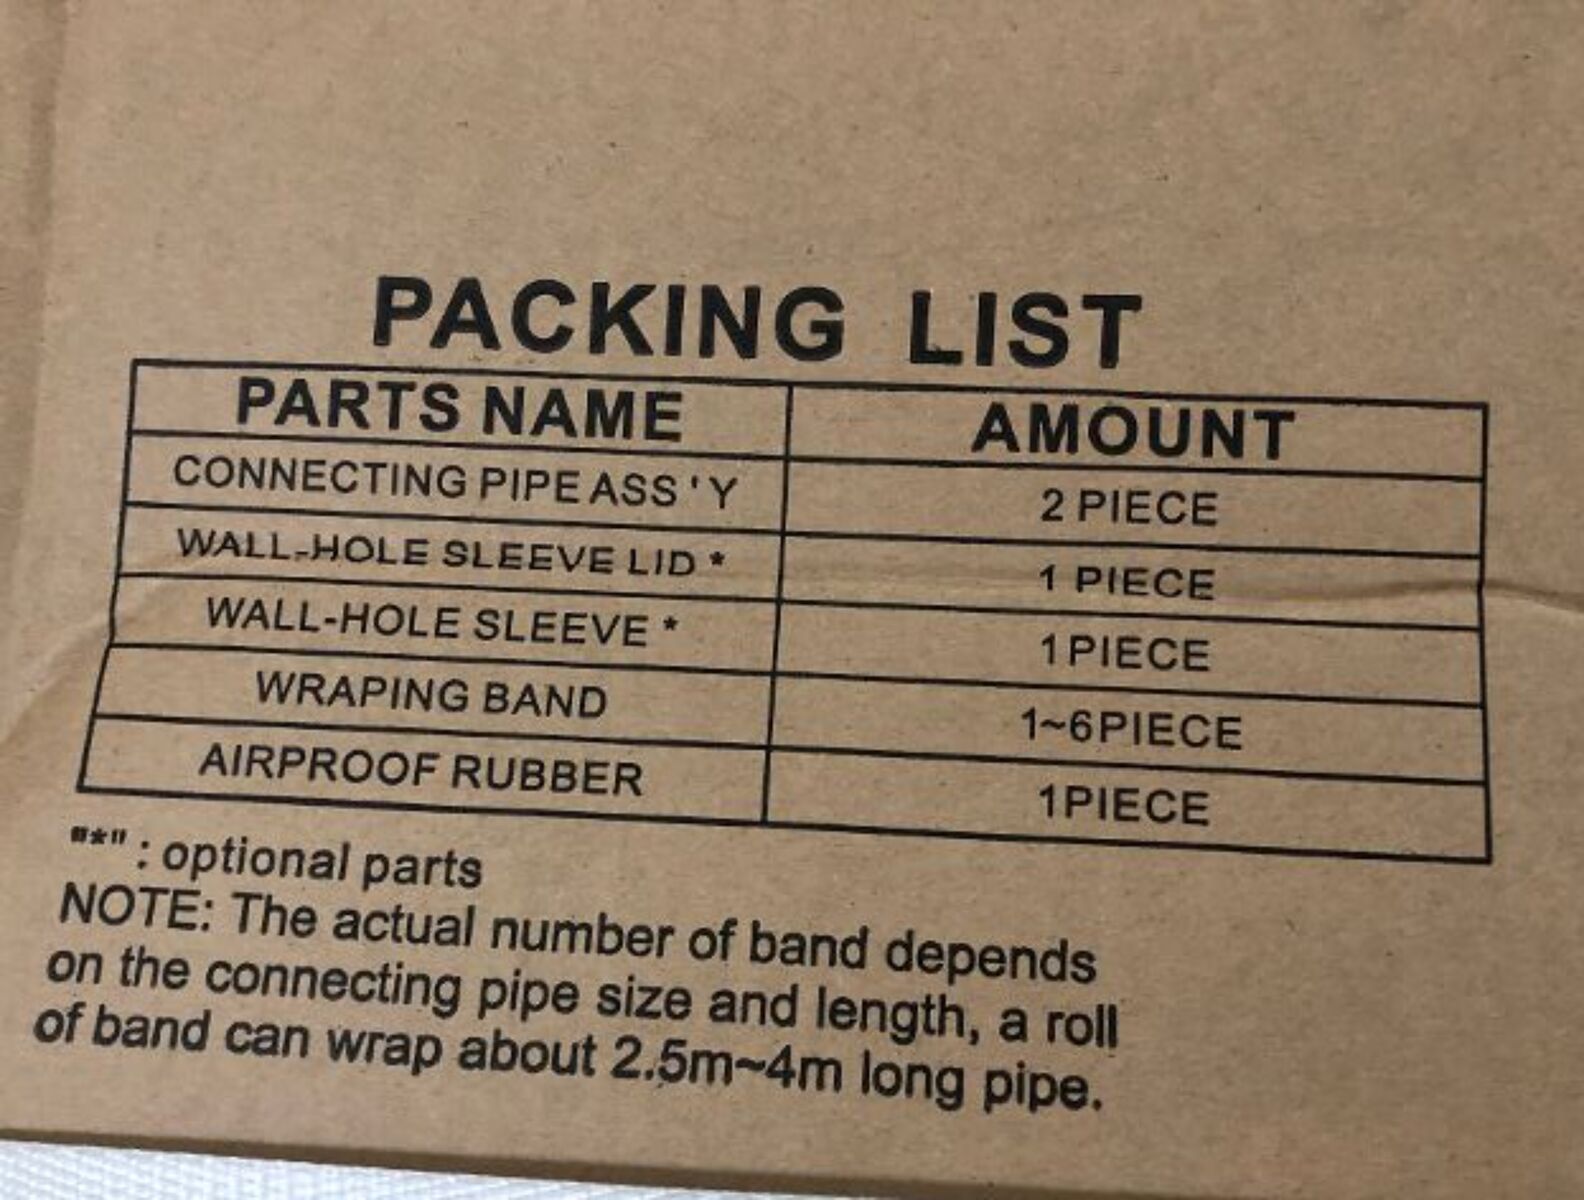 PACKING LIST
PARTS NAME AMOUNT
CONNECTING PIPE ASS'Y 2 PIECE
WALL-HOLE SLEEVE LID * 1 PIECE
WALL-HOLE SLEEVE * 1PIECE
WRAPING BAND 1~6PIECE
AIRPROOF RUBBER 1PIECE
"*" : optional parts
NOTE: The actual number of band depends
on the connecting pipe size and length, a roll
of band can wrap about 2.5m~4m long pipe.